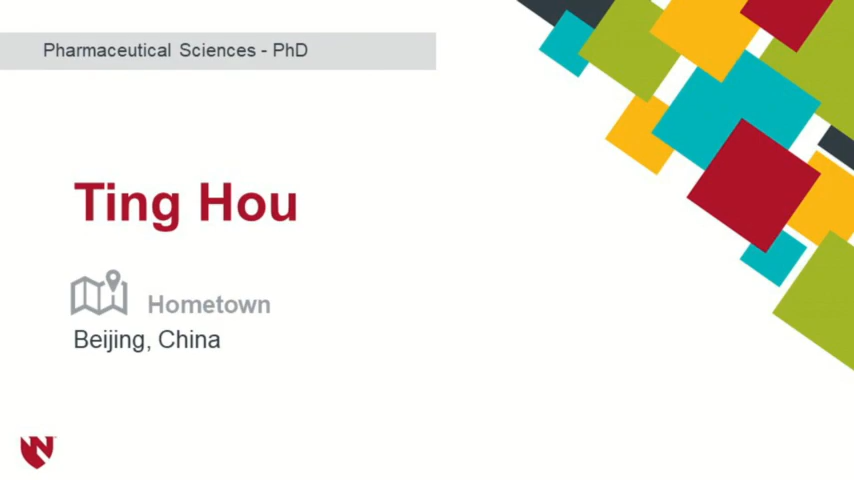 Pharmaceutical Sciences - PhD
Ting Hou
Hometown
Beijing, China